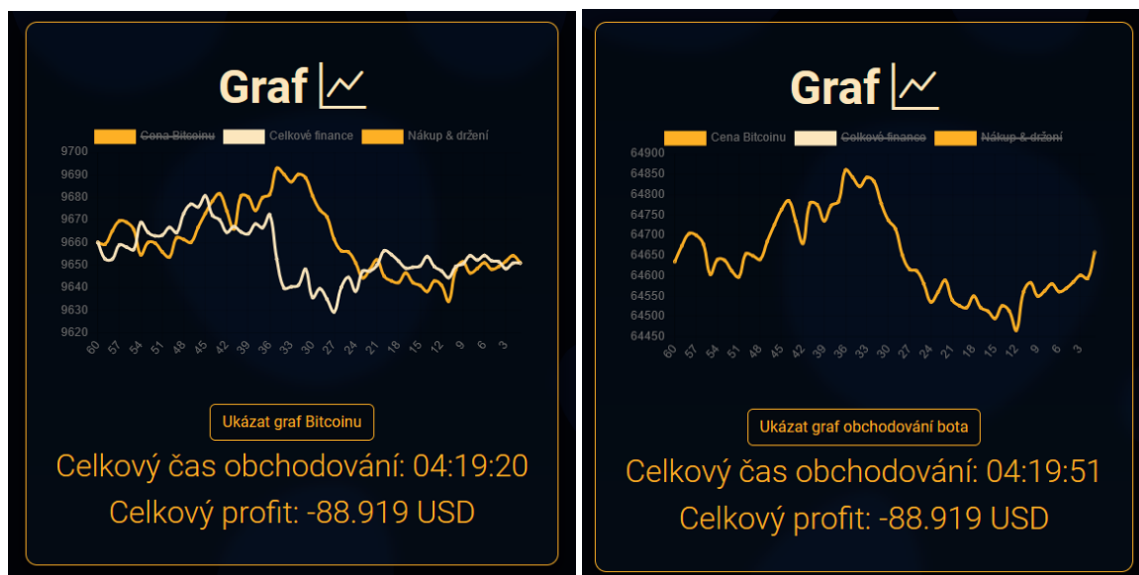 Graf
Cena Bitcoinu Celkové finance Nákup & držení
9700
9690
9680
9670
9660
9650
9640
9630
9620
60 57 54 51 48 45 42 39 36 33 30 27 24 21 18 15 12 9 6 3
Ukázat graf Bitcoinu
Celkový čas obchodování: 04:19:20
Celkový profit: -88.919 USD
Graf
Cena Bitcoinu Celkové finance Nákup & držení
64900
64850
64800
64750
64700
64650
64600
64550
64500
64450
60 57 54 51 48 45 42 39 36 33 30 27 24 21 18 15 12 9 6 3
Ukázat graf obchodování bota
Celkový čas obchodování: 04:19:51
Celkový profit: -88.919 USD